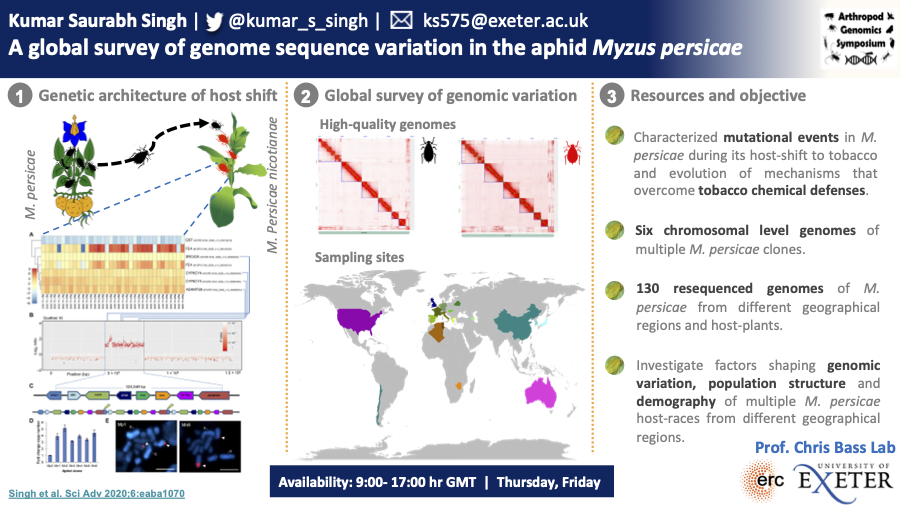 Kumar Saurabh Singh | @kumar_s_singh | ks575@exeter.ac.uk
A global survey of genome sequence variation in the aphid Myzus persicae
Arthropod
Genomics
Symposium
1 Genetic architecture of host shift
M. persicae
M. Persicae nicotianae
A
B
C
D
E
Singh et al. Sci Adv 2020;6:eaba1070
2 Global survey of genomic variation
High-quality genomes
Sampling sites
Availability: 9:00- 17:00 hr GMT | Thursday, Friday
3 Resources and objective
Characterized mutational events in M.
persicae during its host-shift to tobacco
and evolution of mechanisms that
overcome tobacco chemical defenses.
Six chromosomal level genomes of
multiple M. persicae clones.
130 resequenced genomes of M.
persicae from different geographical
regions and host-plants.
Investigate factors shaping genomic
variation, population structure and
demography of multiple M. persicae
host-races from different geographical
regions.
Prof. Chris Bass Lab
erc
UNIVERSITY OF
EXETER